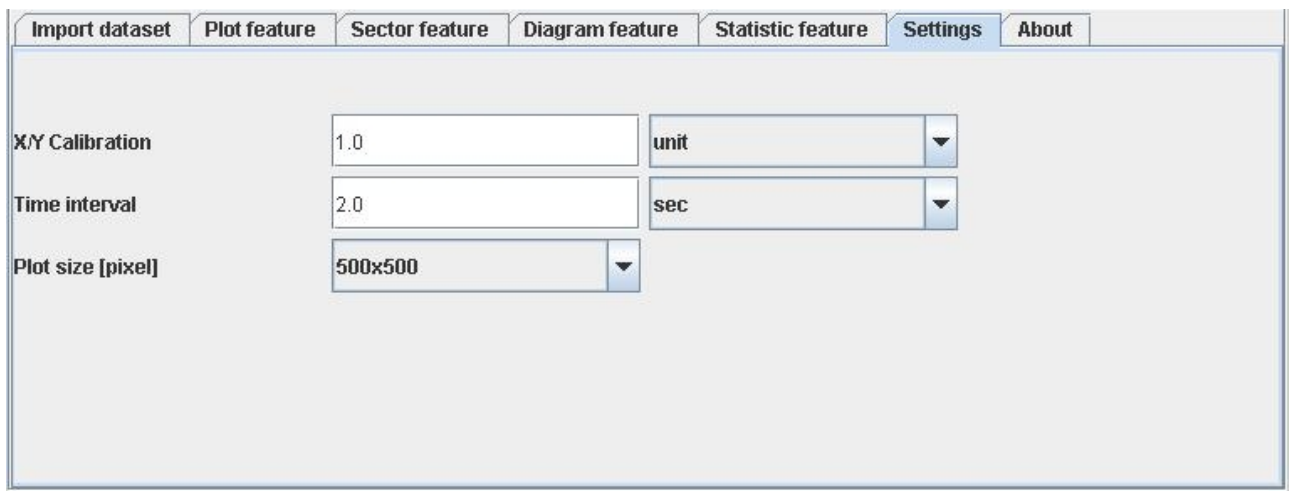 Import dataset Plot feature Sector feature Diagram feature Statistic feature Settings About
X/Y Calibration 1.0 unit
Time interval 2.0 sec
Plot size [pixel] 500x500